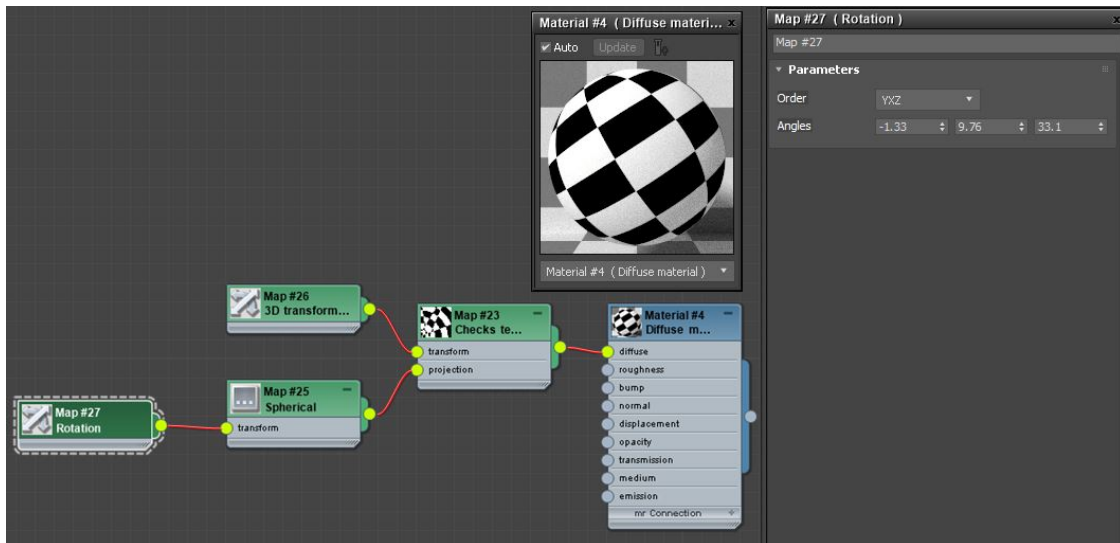 Material #4 ( Diffuse materi... x
Auto Update
Material #4 ( Diffuse material )
Map #27 ( Rotation ) x
Map #27
Parameters
Order YXZ
Angles -1.33 9.76 33.1
Map #26
3D transform...
Map #23
Checks te...
transform
projection
Material #4
Diffuse m...
diffuse
roughness
bump
normal
displacement
opacity
transmission
medium
emission
mr Connection +
Map #25
Spherical
transform
Map #27
Rotation